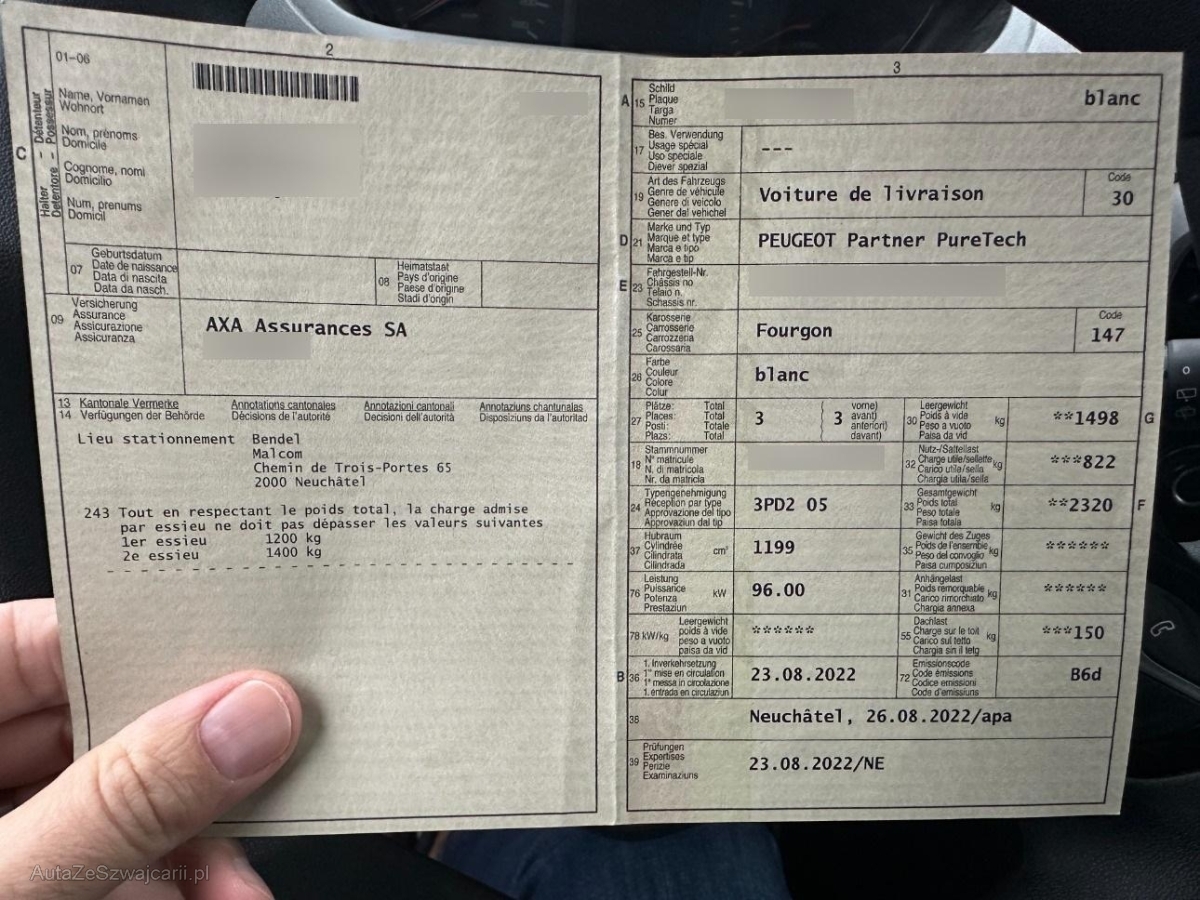 2
01-06
C
Halter - Détenteur
Detentore - Possessur
Name, Vornamen
Wohnort
Nom, prénoms
Domicile
Cognome, nomi
Domicilio
Num, prenums
Domicil
07
Geburtsdatum
Date de naissance
Data di nascita
Data da nasch.
08
Heimatstaat
Pays d'origine
Paese d'origine
Stadi d'origin
09
Versicherung
Assurance
Assicurazione
Assicuranza
AXA Assurances SA
13 Kantonale Vermerke Annotations cantonales Annotazioni cantonali Annotaziuns chantunalas
14 Verfügungen der Behörde Décisions de l'autorité Decisioni dell'autorità Disposiziuns da l'autoritad
Lieu stationnement Bendel
Malcom
Chemin de Trois-Portes 65
2000 Neuchâtel
243 Tout en respectant le poids total, la charge admise
par essieu ne doit pas dépasser les valeurs suivantes
1er essieu 1200 kg
2e essieu 1400 kg
3
A 15
Schild
Plaque
Targa
Numer
blanc
17
Bes. Verwendung
Usage spécial
Uso speciale
Diever spezial
---
19
Art des Fahrzeugs
Genre de véhicule
Genere di veicolo
Gener dal vehichel
Voiture de livraison
Code
30
D 21
Marke und Typ
Marque et type
Marca e tipo
Marca e tip
PEUGEOT Partner PureTech
E 23
Fahrgestell-Nr.
Châssis no
Telaio n.
Schassis nr.
25
Karosserie
Carrosserie
Carrozzeria
Carossaria
Fourgon
Code
147
26
Farbe
Couleur
Colore
Colur
blanc
27
Plätze: Total
Places: Total
Posti: Totale
Plazs: Total
3
3
vorne)
avant)
anteriori)
davant)
30
Leergewicht
Poids à vide
Peso a vuoto
Paisa da vid
kg
**1498
G
18
Stammnummer
N° matricule
N. di matricola
Nr. da matricla
32
Nutz-/Sattellast
Charge utile/sellette
Carico utile/sella
Chargia utila/sella
kg
***822
24
Typengenehmigung
Réception par type
Approvazione del tipo
Approvaziun dal tip
3PD2 05
33
Gesamtgewicht
Poids total
Peso totale
Paisa totala
kg
**2320
F
37
Hubraum
Cylindrée
Cilindrata
Cilindrada
cm³
1199
35
Gewicht des Zuges
Poids de l'ensemble
Peso del convoglio
Paisa cumposiziun
kg
******
76
Leistung
Puissance
Potenza
Prestaziun
kW
96.00
31
Anhängelast
Poids remorquable
Carico rimorchiato
Chargia annexa
kg
******
78 kW/kg
Leergewicht
poids à vide
peso a vuoto
paisa da vid
******
55
Dachlast
Charge sur le toit
Carico sul tetto
Chargia sin il tetg
kg
***150
B 36
1. Inverkehrsetzung
1re mise en circulation
1a messa in circolazione
1. entrada en circulaziun
23.08.2022
72
Emissionscode
Code émissions
Codice emissioni
Code d'emissiuns
B6d
38
Neuchâtel, 26.08.2022/apa
39
Prüfungen
Expertises
Perizie
Examinaziuns
23.08.2022/NE
AutaZeSzwajcarii.pl